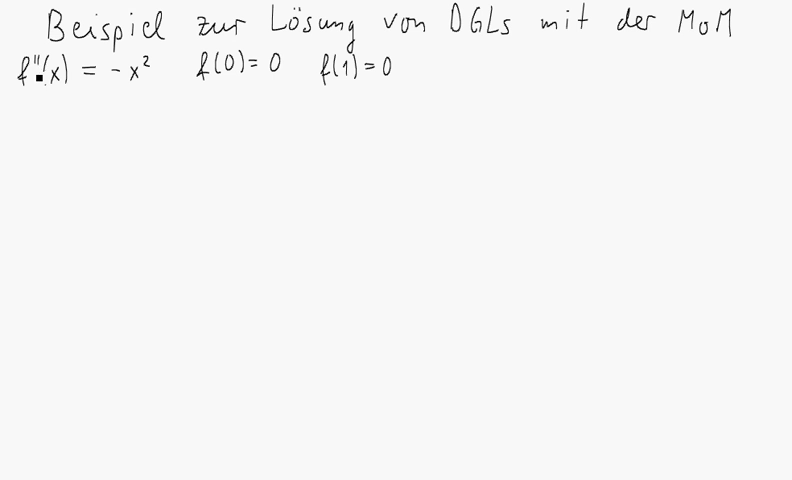 Beispiel zur Lösung von DGLs mit der MoM
f''(x) = - x² f(0) = 0 f(1) = 0